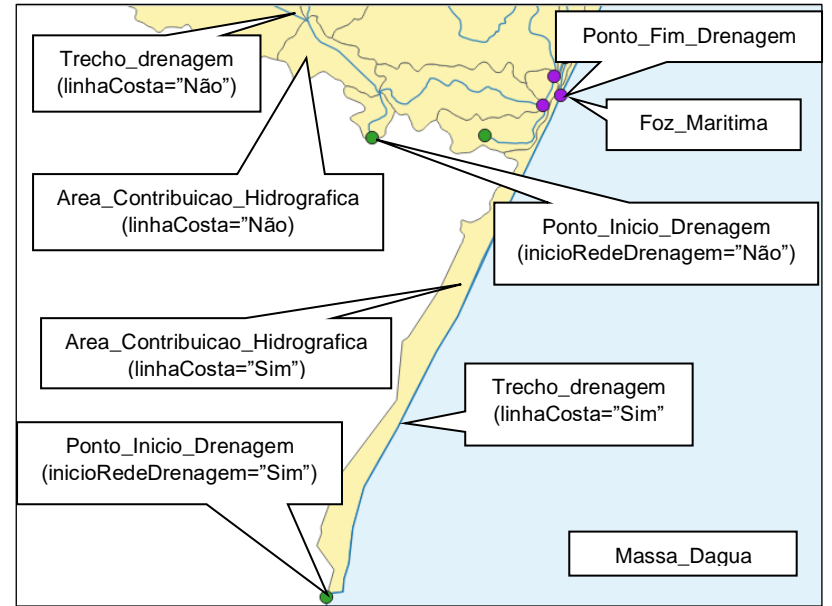 Trecho_drenagem
(linhaCosta=”Não”)
Ponto_Fim_Drenagem
Foz_Maritima
Area_Contribuicao_Hidrografica
(linhaCosta=”Não)
Ponto_Inicio_Drenagem
(inicioRedeDrenagem=”Não”)
Area_Contribuicao_Hidrografica
(linhaCosta=”Sim”)
Trecho_drenagem
(linhaCosta=”Sim”
Ponto_Inicio_Drenagem
(inicioRedeDrenagem=”Sim”)
Massa_Dagua